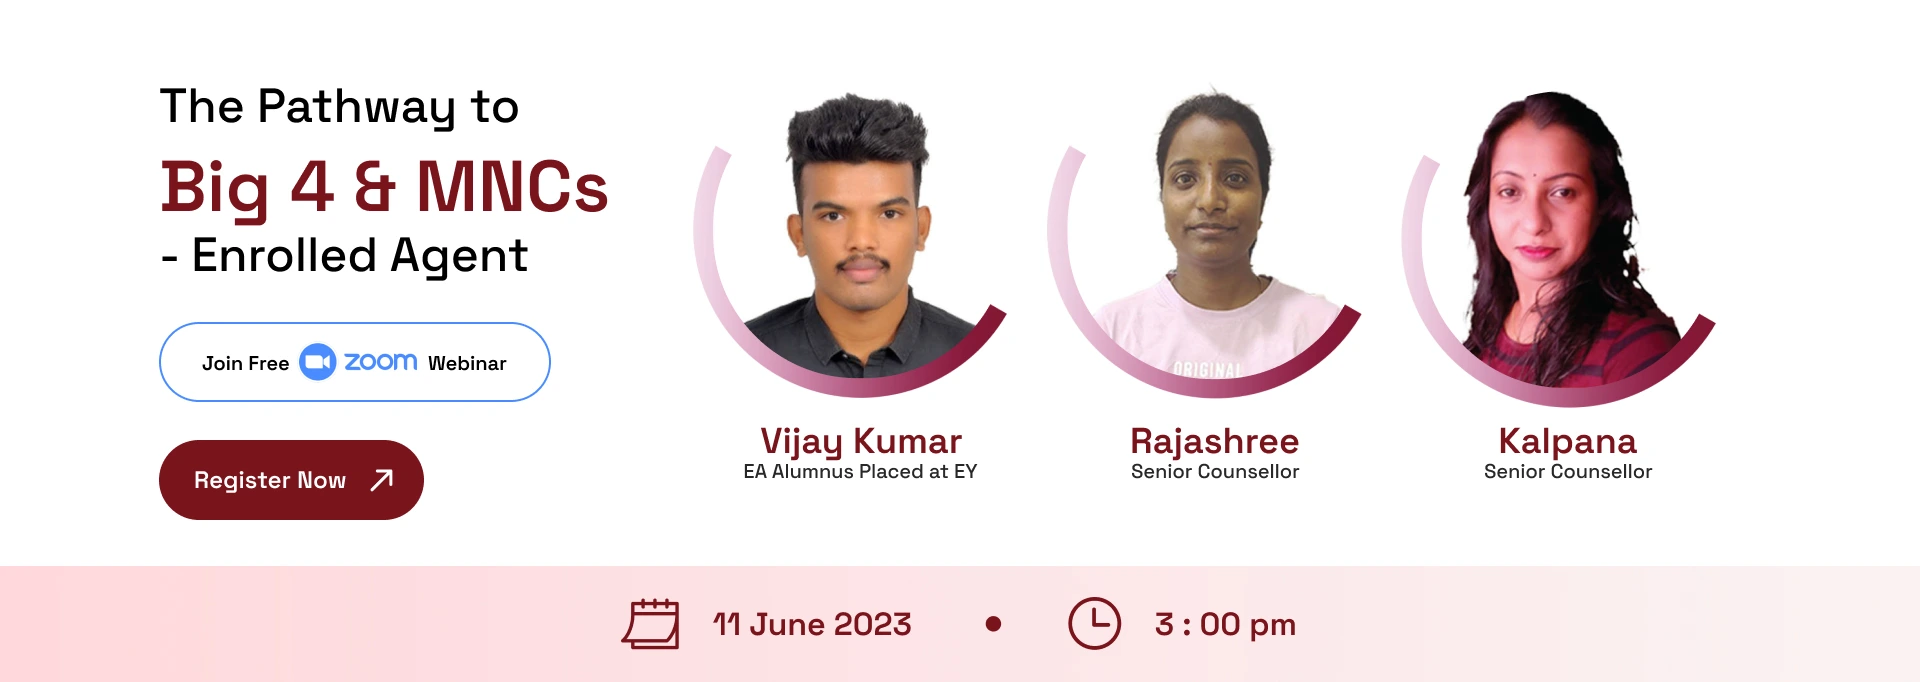 The Pathway to
Big 4 & MNCs
- Enrolled Agent
Join Free zoom Webinar
Register Now
ORIGINAL
Vijay Kumar
EA Alumnus Placed at EY
Rajashree
Senior Counsellor
Kalpana
Senior Counsellor
11 June 2023
3 : 00 pm